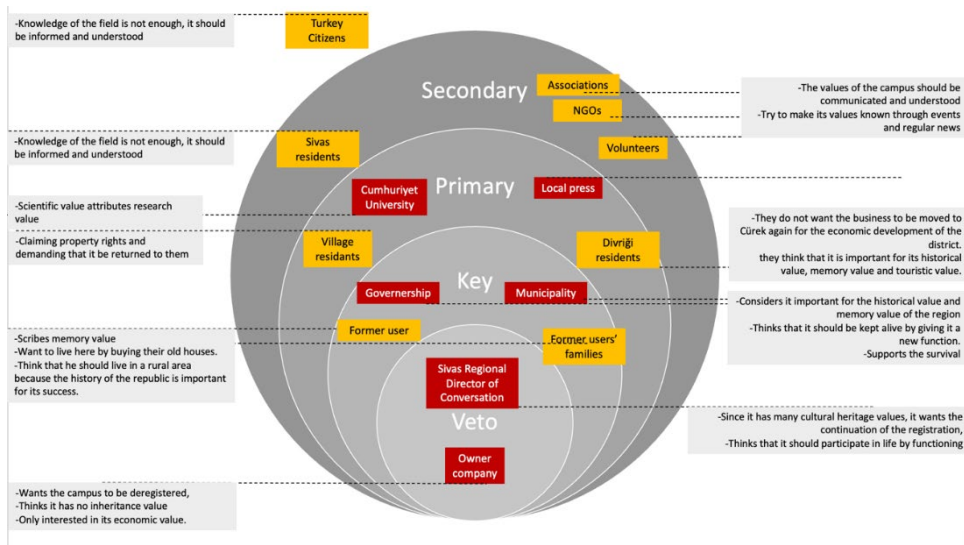 -Knowledge of the field is not enough, it should
be informed and understood
Turkey
Citizens
Secondary
Associations
NGOs
Volunteers
-The values of the campus should be
communicated and understood
-Try to make its values known through events
and regular news
-Knowledge of the field is not enough, it should
be informed and understood
Sivas
residents
Primary
Cumhuriyet
University
Local press
-Scientific value attributes research
value
-Claiming property rights and
demanding that it be returned to them
Village
residants
Divriği
residents
-They do not want the business to be moved to
Cürek again for the economic development of the
district.
they think that it is important for its historical
value, memory value and touristic value.
Key
Governership
Municipality
-Considers it important for the historical value and
memory value of the region
-Thinks that it should be kept alive by giving it a
new function.
-Supports the survival
-Scribes memory value
-Want to live here by buying their old houses.
-Think that he should live in a rural area
because the history of the republic is important
for its success.
Former user
Former users'
families
Sivas Regional
Director of
Conversation
Veto
-Since it has many cultural heritage values, it wants the
continuation of the registration,
-Thinks that it should participate in life by functioning
Owner
company
-Wants the campus to be deregistered,
-Thinks it has no inheritance value
-Only interested in its economic value.